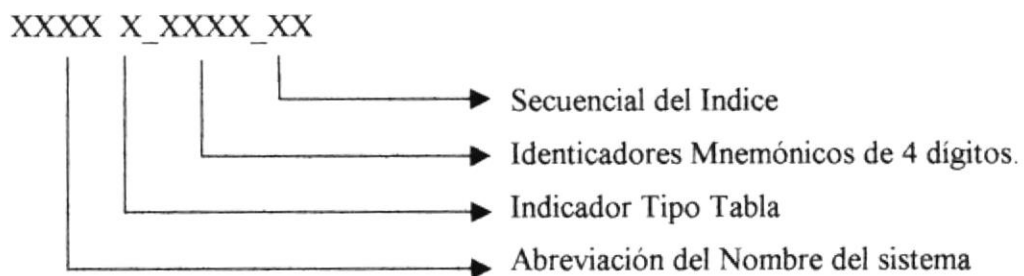 XXXX X_XXXX_XX
Secuencial del Indice
Identicadores Mnemónicos de 4 dígitos.
Indicador Tipo Tabla
Abreviación del Nombre del sistema